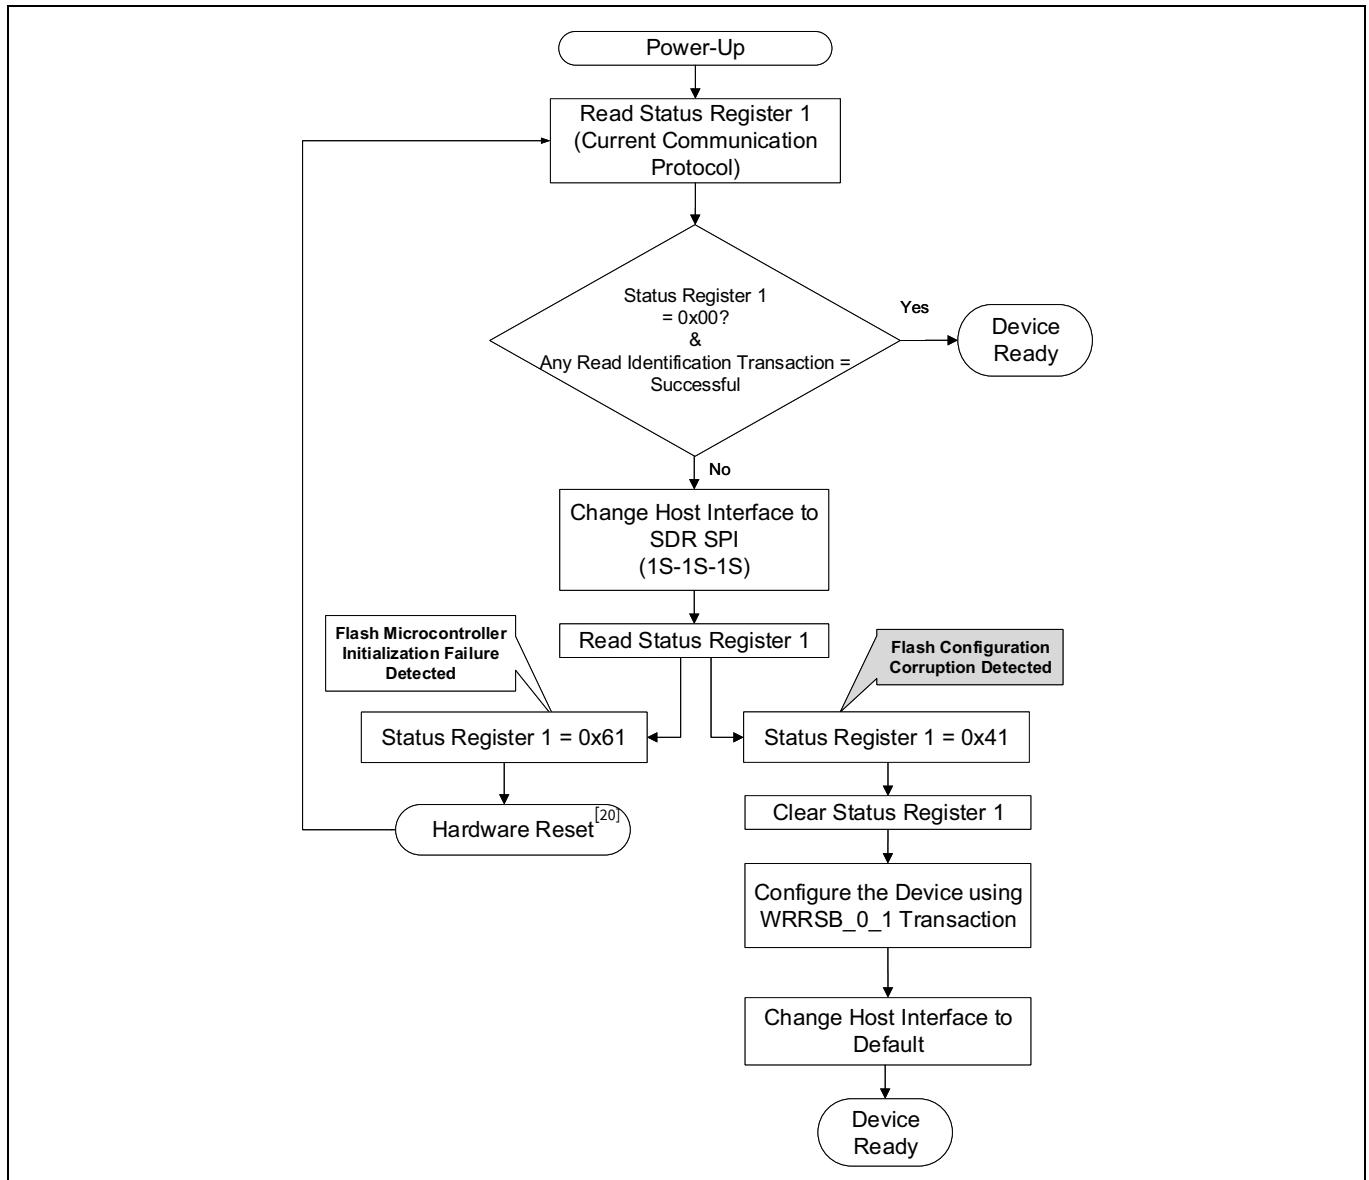 Power-Up
Read Status Register 1
(Current Communication
Protocol)
Status Register 1
= 0x00?
&
Any Read Identification Transaction =
Successful
Yes
Device
Ready
No
Change Host Interface to
SDR SPI
(1S-1S-1S)
Read Status Register 1
Flash Microcontroller
Initialization Failure
Detected
Flash Configuration
Corruption Detected
Status Register 1 = 0x61
Status Register 1 = 0x41
Hardware Reset[20]
Clear Status Register 1
Configure the Device using
WRRSB_0_1 Transaction
Change Host Interface to
Default
Device
Ready